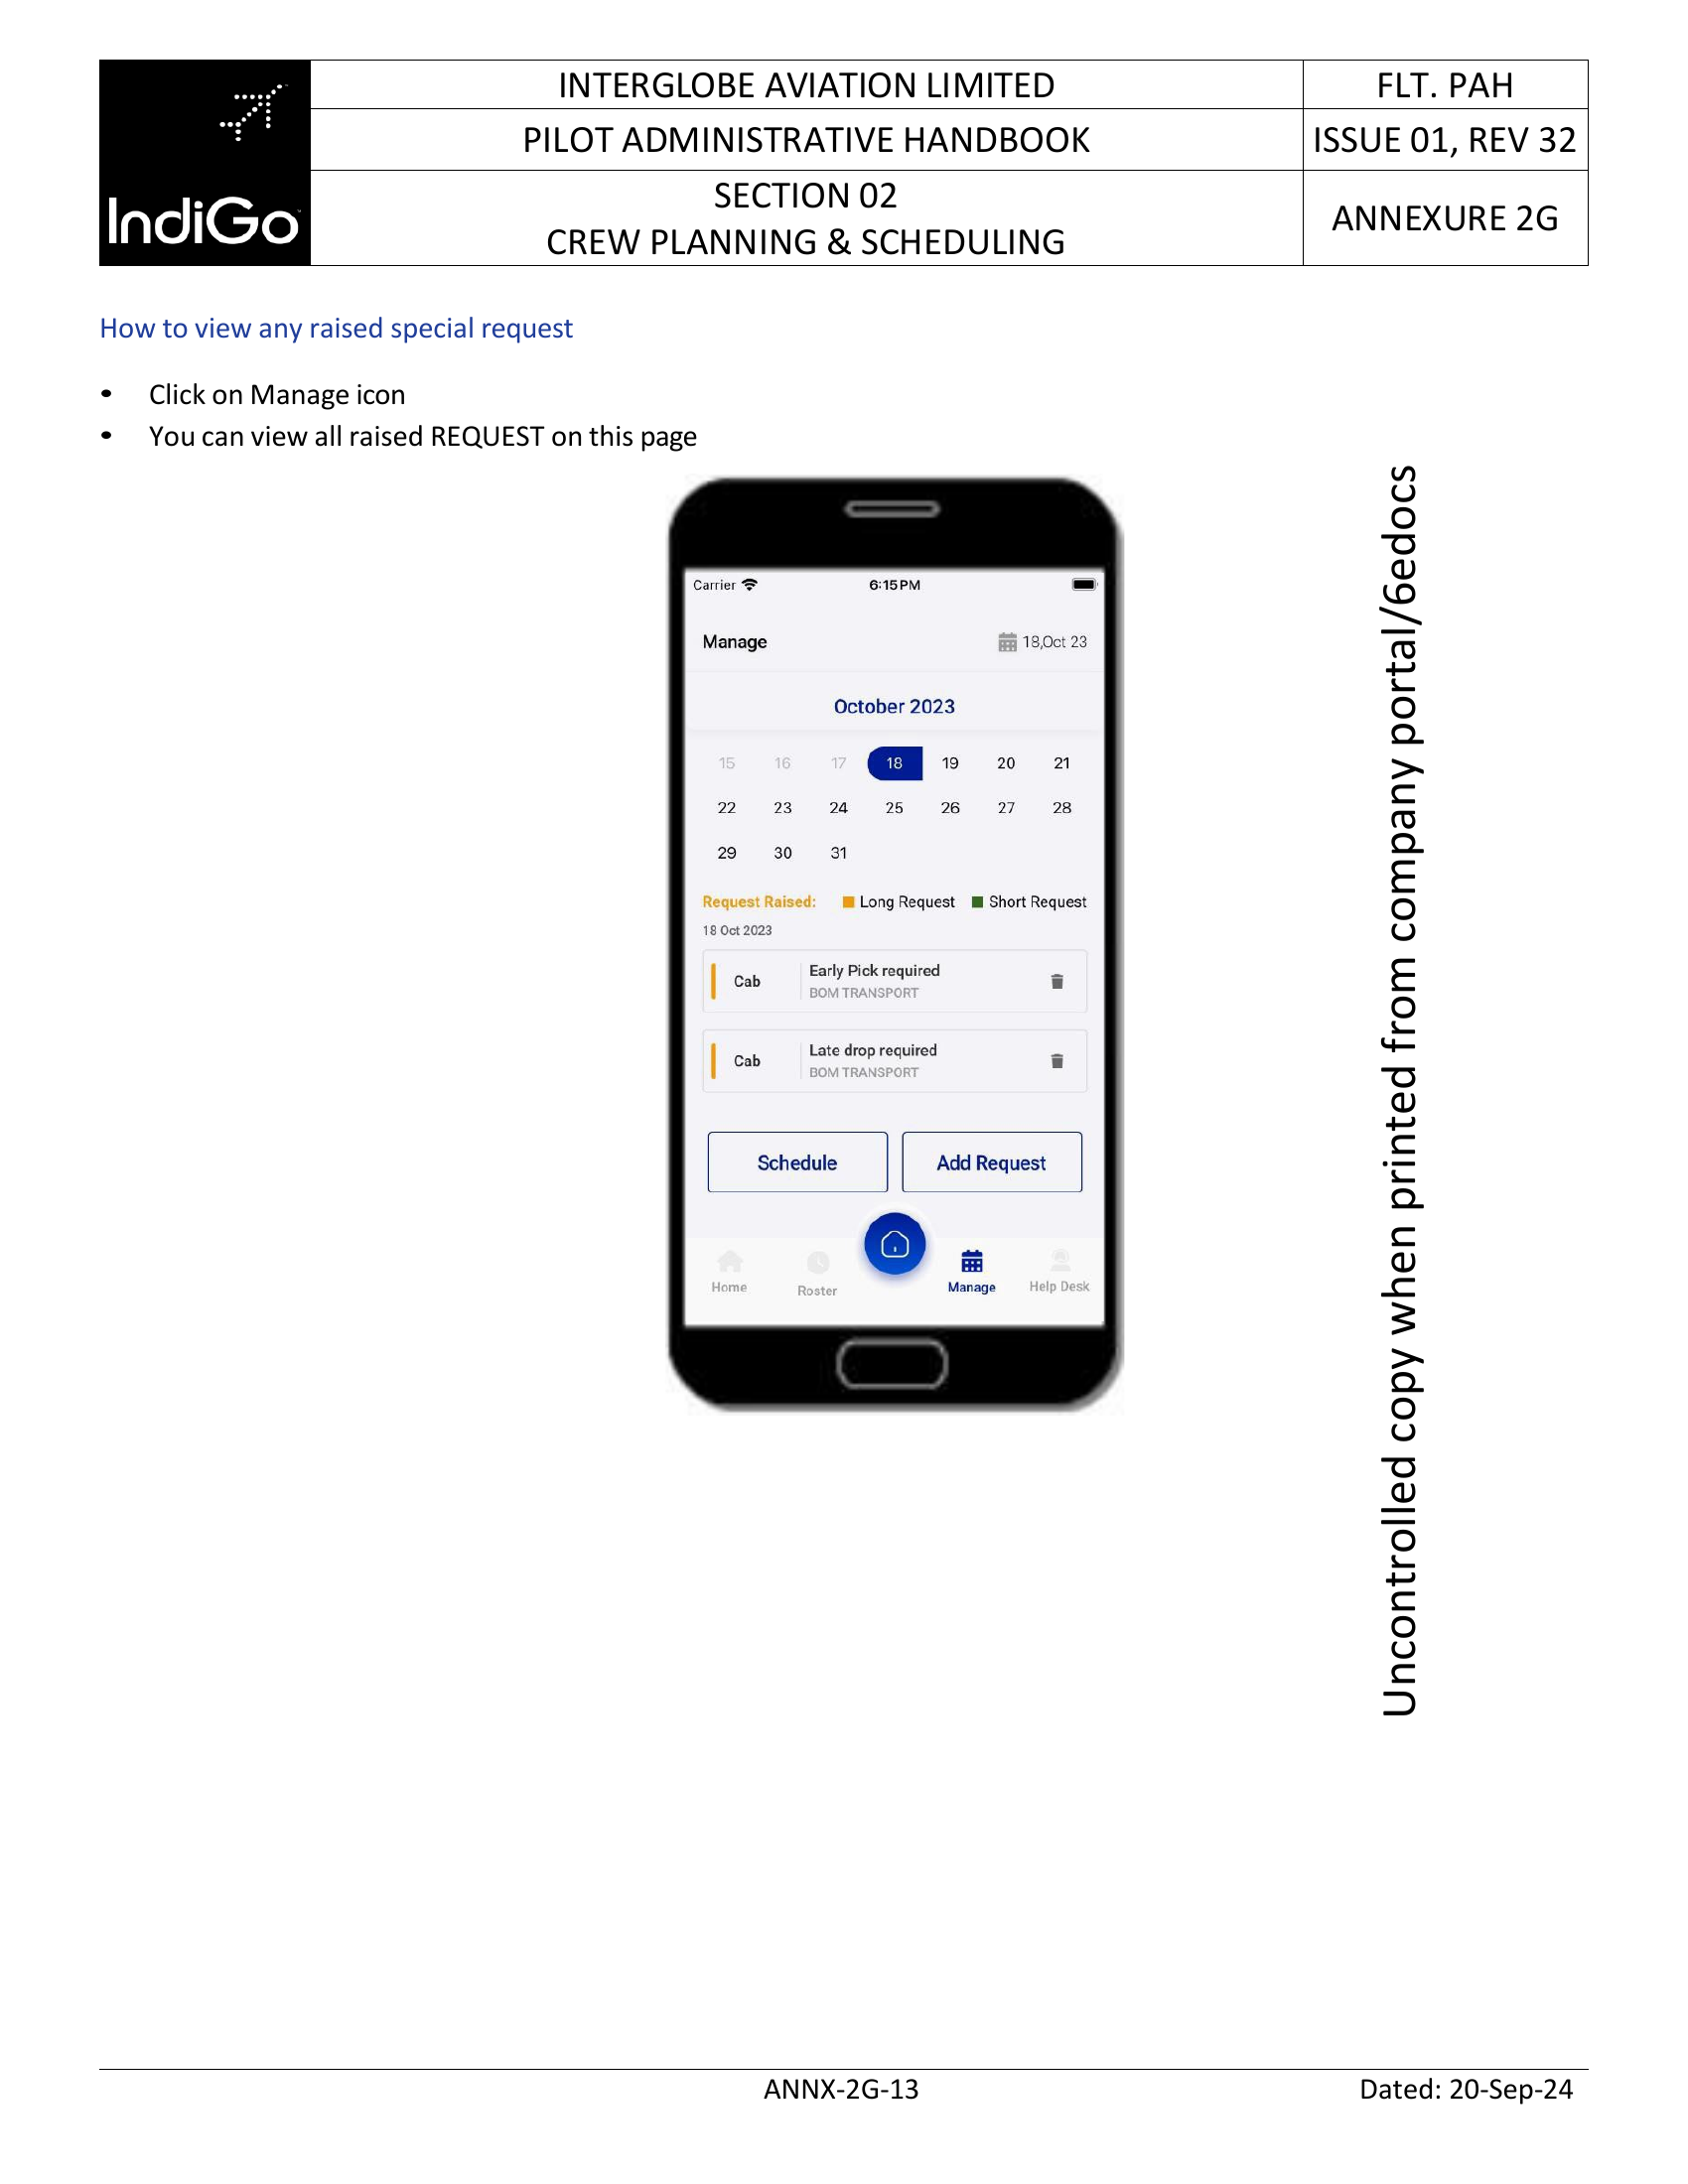 IndiGo
INTERGLOBE AVIATION LIMITED
FLT. PAH
PILOT ADMINISTRATIVE HANDBOOK
ISSUE 01, REV 32
SECTION 02
CREW PLANNING & SCHEDULING
ANNEXURE 2G
How to view any raised special request
• Click on Manage icon
• You can view all raised REQUEST on this page
Carrier 6:15 PM
Manage 18,Oct 23
October 2023
15 16 17 18 19 20 21
22 23 24 25 26 27 28
29 30 31
Request Raised: Long Request Short Request
18 Oct 2023
Cab Early Pick required
BOM TRANSPORT
Cab Late drop required
BOM TRANSPORT
Schedule Add Request
Home Roster Manage Help Desk
Uncontrolled copy when printed from company portal/6edocs
ANNX-2G-13 Dated: 20-Sep-24